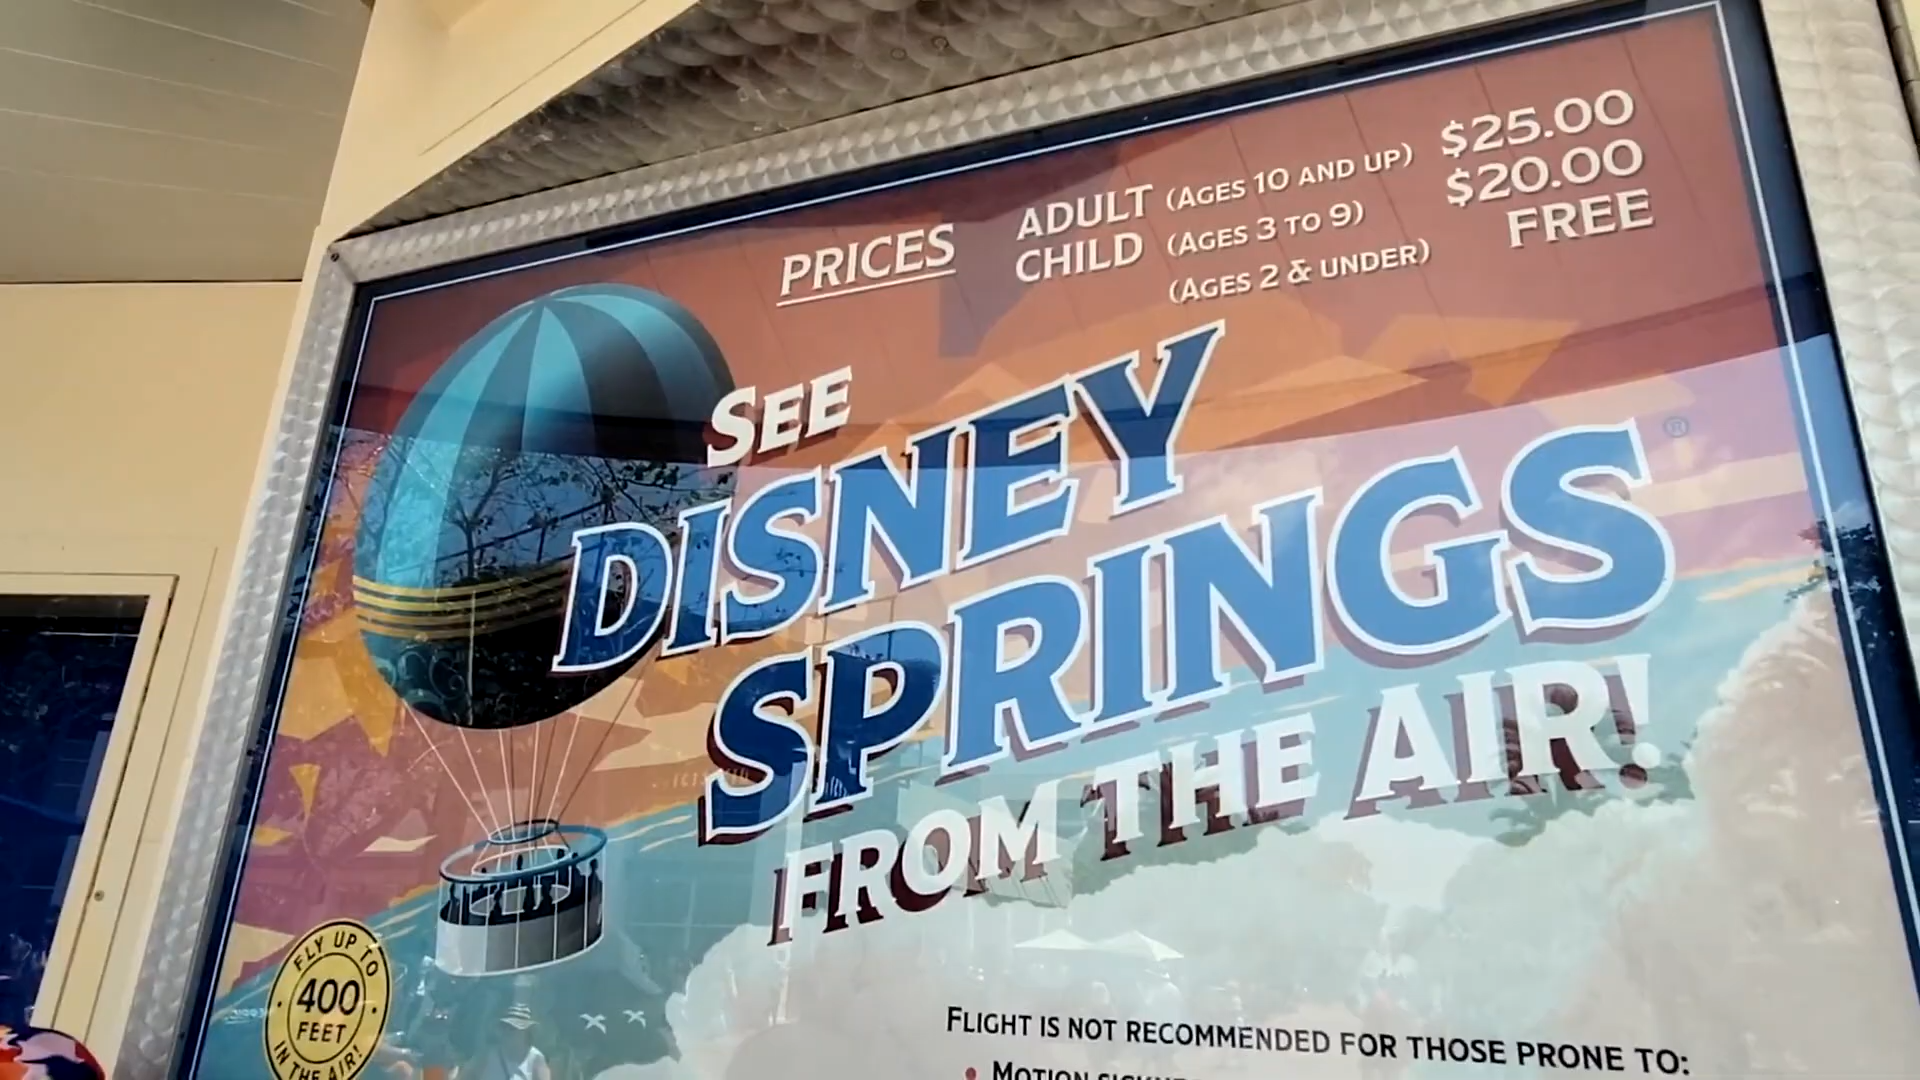 PRICES
ADULT (AGES 10 AND UP) $25.00
CHILD (AGES 3 TO 9) $20.00
(AGES 2 & UNDER) FREE
SEE
DISNEY
SPRINGS®
FROM THE AIR!
FLY UP TO
400
FEET
IN THE AIR!
FLIGHT IS NOT RECOMMENDED FOR THOSE PRONE TO:
• MOTION